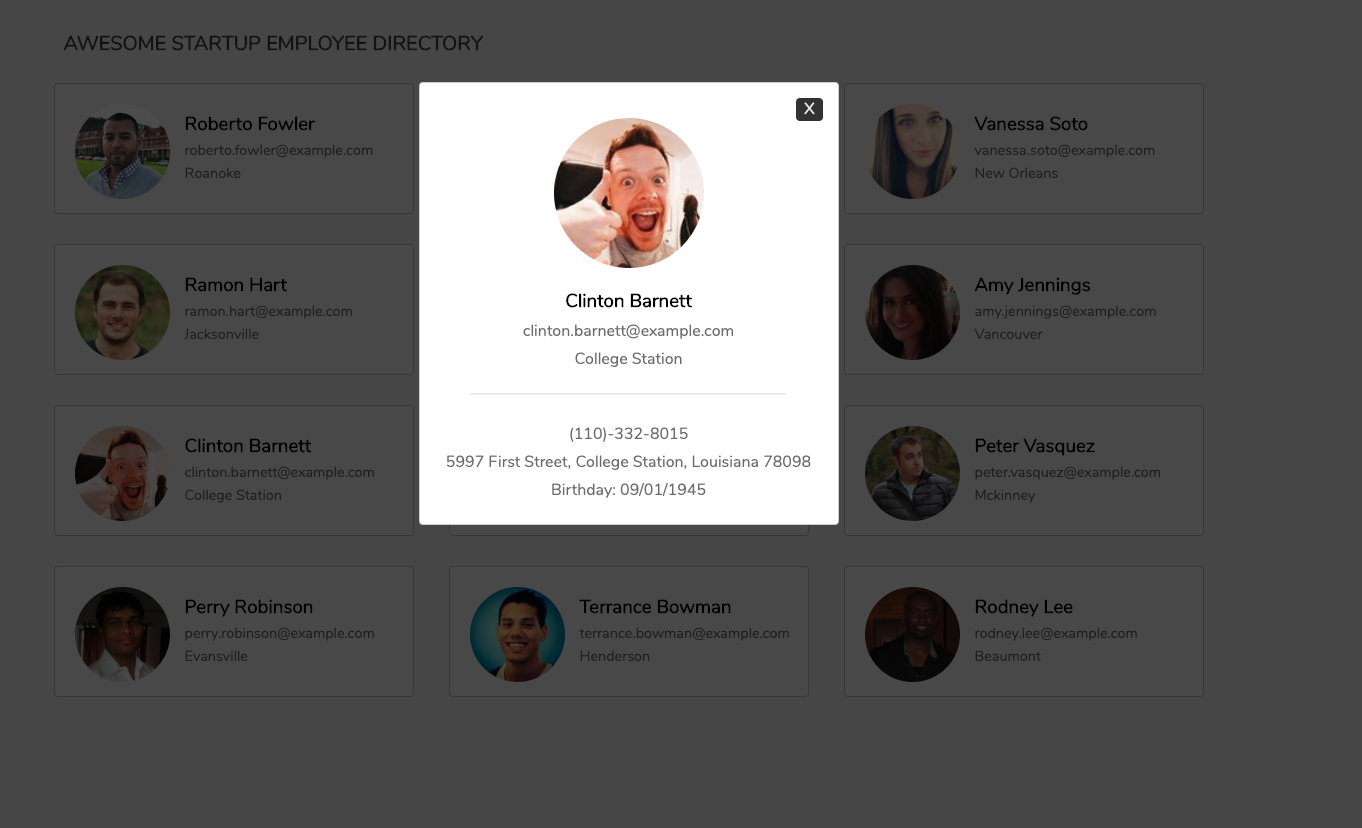 AWESOME STARTUP EMPLOYEE DIRECTORY
Roberto Fowler
roberto.fowler@example.com
Roanoke
X
Clinton Barnett
clinton.barnett@example.com
College Station
(110)-332-8015
5997 First Street, College Station, Louisiana 78098
Birthday: 09/01/1945
Vanessa Soto
vanessa.soto@example.com
New Orleans
Ramon Hart
ramon.hart@example.com
Jacksonville
Amy Jennings
amy.jennings@example.com
Vancouver
Clinton Barnett
clinton.barnett@example.com
College Station
Peter Vasquez
peter.vasquez@example.com
Mckinney
Perry Robinson
perry.robinson@example.com
Evansville
Terrance Bowman
terrance.bowman@example.com
Henderson
Rodney Lee
rodney.lee@example.com
Beaumont